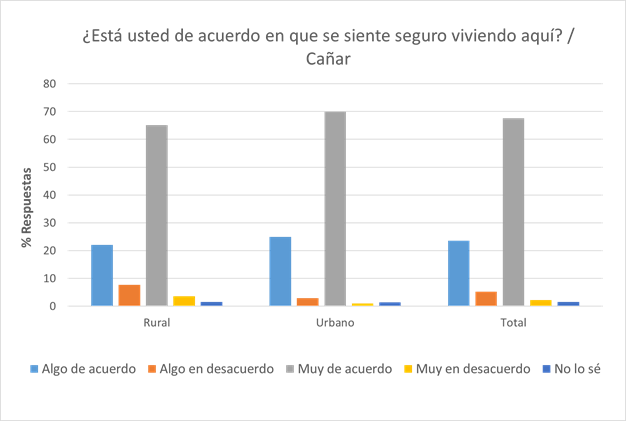 ¿Está usted de acuerdo en que se siente seguro viviendo aquí? /
Cañar
% Respuestas
80
70
60
50
40
30
20
10
0
Rural Urbano Total
Algo de acuerdo Algo en desacuerdo Muy de acuerdo Muy en desacuerdo No lo sé